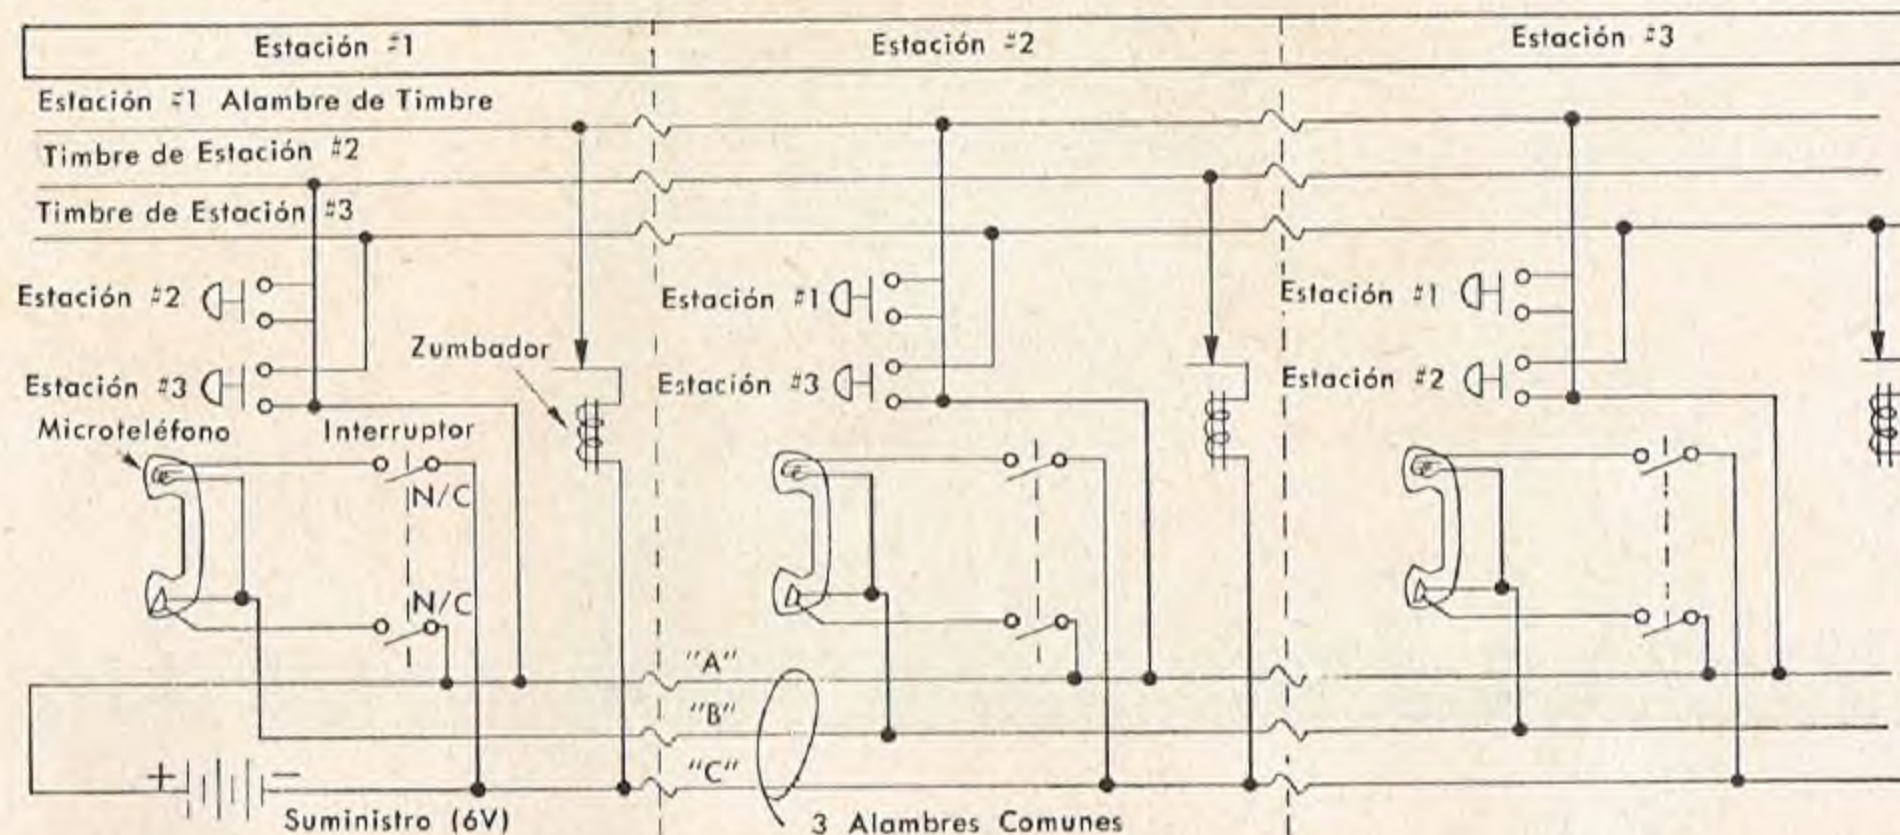 Estación #1
Estación #2
Estación #3
Estación #1 Alambre de Timbre
Timbre de Estación #2
Timbre de Estación #3
Estación #2
Estación #1
Estación #1
Zumbador
Estación #3
Estación #3
Estación #2
Microteléfono
Interruptor
N/C
N/C
"A"
"B"
"C"
+
−
Suministro (6V)
3 Alambres Comunes